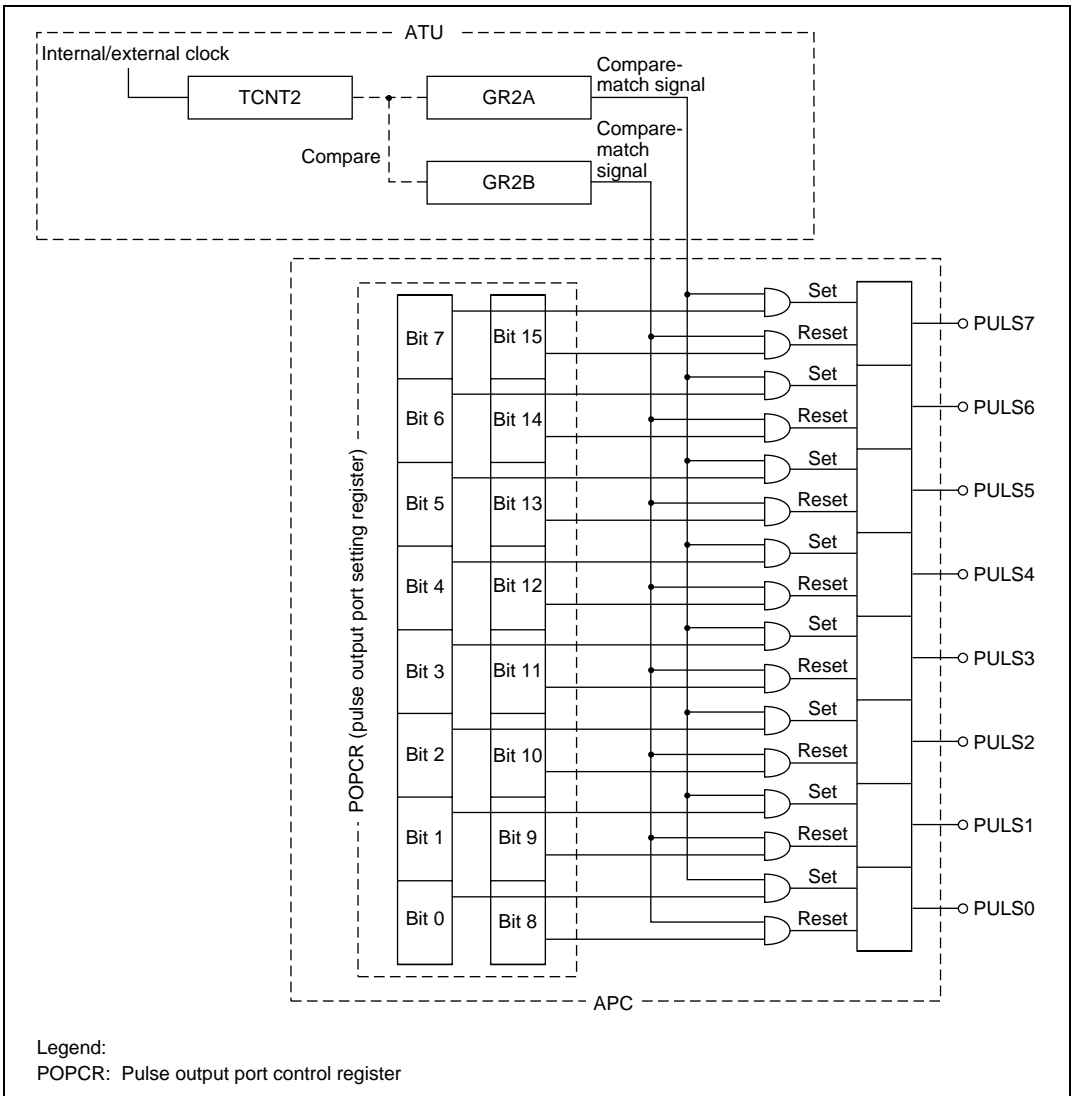 ATU
Internal/external clock
TCNT2
GR2A
Compare-
match signal
Compare
GR2B
Compare-
match
signal
POPCR (pulse output port setting register)
Bit 7
Bit 15
Set
Reset
PULS7
Bit 6
Bit 14
Set
Reset
PULS6
Bit 5
Bit 13
Set
Reset
PULS5
Bit 4
Bit 12
Set
Reset
PULS4
Bit 3
Bit 11
Set
Reset
PULS3
Bit 2
Bit 10
Set
Reset
PULS2
Bit 1
Bit 9
Set
Reset
PULS1
Bit 0
Bit 8
Set
Reset
PULS0
APC
Legend:
POPCR: Pulse output port control register